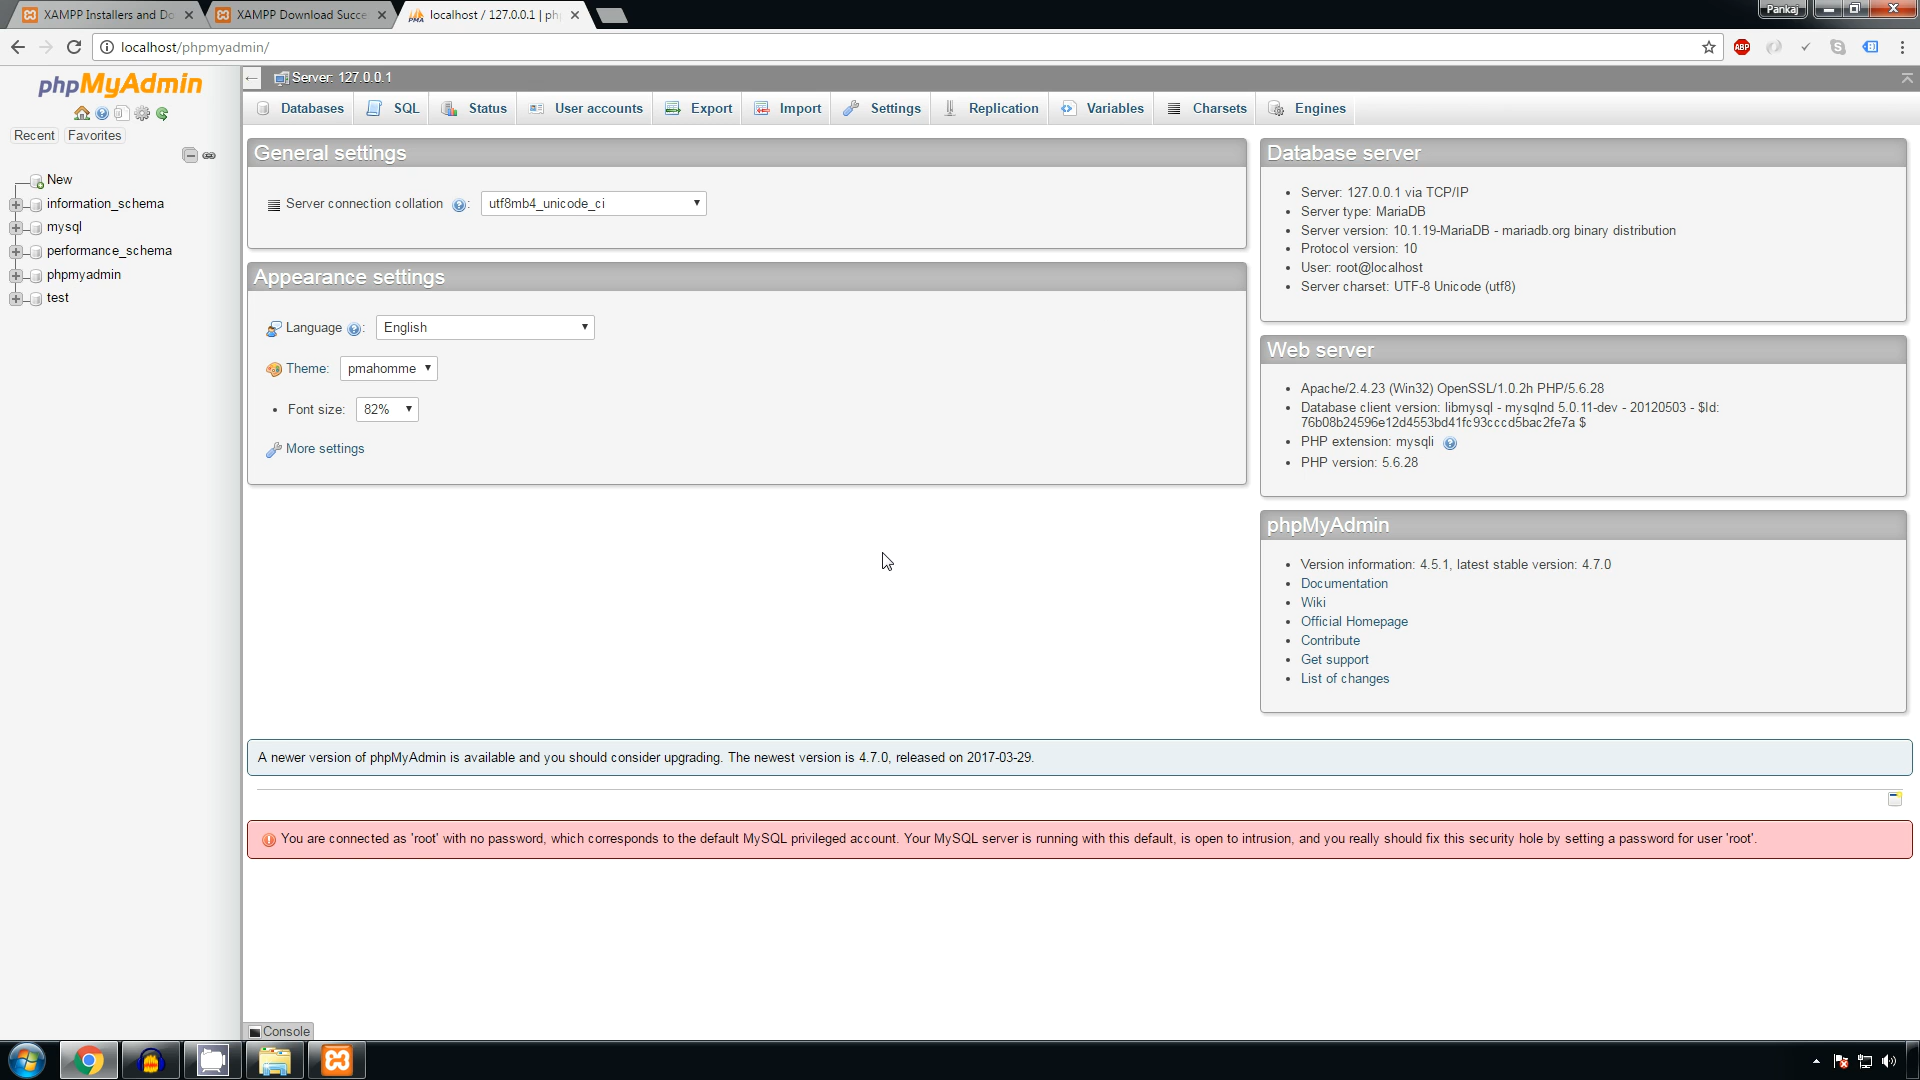 XAMPP Installers and Do
XAMPP Download Succe
localhost / 127.0.0.1 | ph
Pankaj
localhost/phpmyadmin/
ABP
phpMyAdmin
Recent
Favorites
New
information_schema
mysql
performance_schema
phpmyadmin
test
Server: 127.0.0.1
Databases
SQL
Status
User accounts
Export
Import
Settings
Replication
Variables
Charsets
Engines
General settings
Server connection collation : utf8mb4_unicode_ci
Appearance settings
Language : English
Theme: pmahomme
• Font size: 82%
More settings
Database server
• Server: 127.0.0.1 via TCP/IP
• Server type: MariaDB
• Server version: 10.1.19-MariaDB - mariadb.org binary distribution
• Protocol version: 10
• User: root@localhost
• Server charset: UTF-8 Unicode (utf8)
Web server
• Apache/2.4.23 (Win32) OpenSSL/1.0.2h PHP/5.6.28
• Database client version: libmysql - mysqlnd 5.0.11-dev - 20120503 - $Id:
76b08b24596e12d4553bd41fc93cccd5bac2fe7a $
• PHP extension: mysqli
• PHP version: 5.6.28
phpMyAdmin
• Version information: 4.5.1, latest stable version: 4.7.0
• Documentation
• Wiki
• Official Homepage
• Contribute
• Get support
• List of changes
A newer version of phpMyAdmin is available and you should consider upgrading. The newest version is 4.7.0, released on 2017-03-29.
You are connected as 'root' with no password, which corresponds to the default MySQL privileged account. Your MySQL server is running with this default, is open to intrusion, and you really should fix this security hole by setting a password for user 'root'.
Console